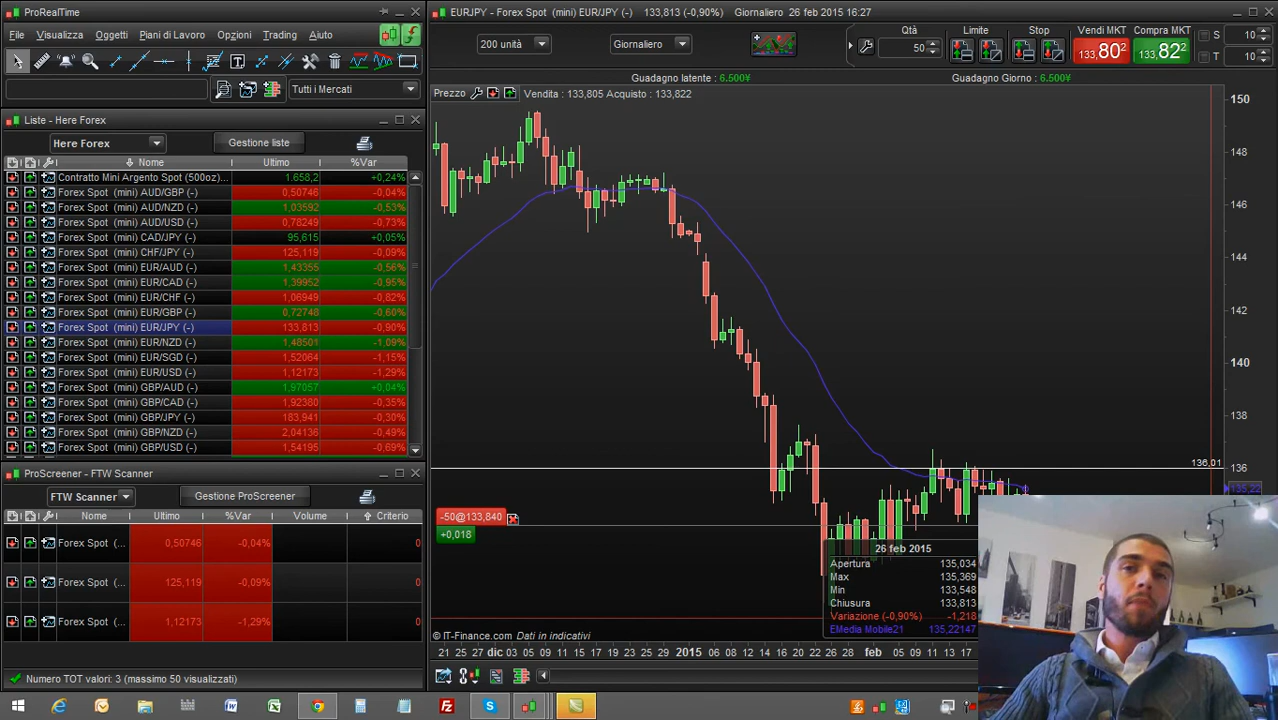 ProRealTime
File Visualizza Oggetti Piani di Lavoro Opzioni Trading Aiuto
Tutti i Mercati
Liste - Here Forex
Here Forex Gestione liste
Nome Ultimo %Var
Contratto Mini Argento Spot (500oz)... 1.658,2 +0,24%
Forex Spot (mini) AUD/GBP (-) 0,50746 -0,04%
Forex Spot (mini) AUD/NZD (-) 1,03592 -0,53%
Forex Spot (mini) AUD/USD (-) 0,78249 -0,73%
Forex Spot (mini) CAD/JPY (-) 95,615 +0,05%
Forex Spot (mini) CHF/JPY (-) 125,119 -0,09%
Forex Spot (mini) EUR/AUD (-) 1,43355 -0,56%
Forex Spot (mini) EUR/CAD (-) 1,39952 -0,95%
Forex Spot (mini) EUR/CHF (-) 1,06949 -0,82%
Forex Spot (mini) EUR/GBP (-) 0,72748 -0,60%
Forex Spot (mini) EUR/JPY (-) 133,813 -0,90%
Forex Spot (mini) EUR/NZD (-) 1,48501 -1,09%
Forex Spot (mini) EUR/SGD (-) 1,52064 -1,15%
Forex Spot (mini) EUR/USD (-) 1,12173 -1,29%
Forex Spot (mini) GBP/AUD (-) 1,97057 +0,04%
Forex Spot (mini) GBP/CAD (-) 1,92380 -0,35%
Forex Spot (mini) GBP/JPY (-) 183,941 -0,30%
Forex Spot (mini) GBP/NZD (-) 2,04136 -0,49%
Forex Spot (mini) GBP/USD (-) 1,54195 -0,69%
ProScreener - FTW Scanner
FTW Scanner Gestione ProScreener
Nome Ultimo %Var Volume Criterio
Forex Spot (... 0,50746 -0,04% 0
Forex Spot (... 125,119 -0,09% 0
Forex Spot (... 1,12173 -1,29% 0
Numero TOT valori: 3 (massimo 50 visualizzati)
EURJPY - Forex Spot (mini) EUR/JPY (-) 133,813 (-0,90%) Giornaliero 26 feb 2015 16:27
200 unità Giornaliero
Qtà Limite Stop Vendi MKT Compra MKT
50 133,80² 133,82² S 10
T 10
Guadagno latente : 6.500¥ Guadagno Giorno : 6.500¥
Prezzo Vendita : 133,805 Acquisto : 133,822
150
148
146
144
142
140
138
136
136,01
135,22
-50@133,840
+0,018
26 feb 2015
Apertura 135,034
Max 135,369
Min 133,548
Chiusura 133,813
Variazione (-0,90%) -1,218
EMedia Mobile21 135,22147
© IT-Finance.com Dati in indicativi
21 25 27 dic 03 05 09 11 15 17 19 23 25 29 2015 06 08 12 14 16 20 22 26 28 feb 05 09 11 13 17